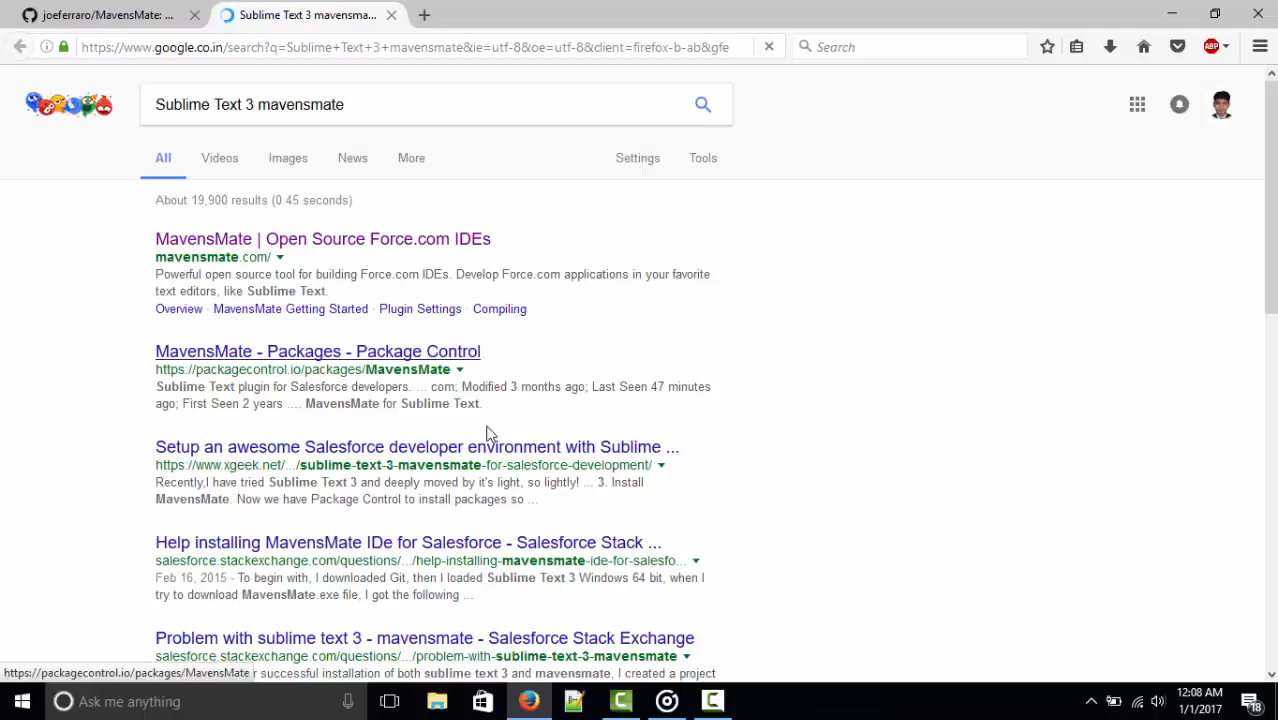 joeferraro/MavensMate: ...
Sublime Text 3 mavensma...
https://www.google.co.in/search?q=Sublime+Text+3+mavensmate&ie=utf-8&oe=utf-8&client=firefox-b-ab&gfe
Search
ABP
Sublime Text 3 mavensmate
All Videos Images News More Settings Tools
About 19,900 results (0.45 seconds)
MavensMate | Open Source Force.com IDEs
mavensmate.com/
Powerful open source tool for building Force.com IDEs. Develop Force.com applications in your favorite
text editors, like Sublime Text.
Overview · MavensMate Getting Started · Plugin Settings · Compiling
MavensMate - Packages - Package Control
https://packagecontrol.io/packages/MavensMate
Sublime Text plugin for Salesforce developers. ... com; Modified 3 months ago; Last Seen 47 minutes
ago; First Seen 2 years .... MavensMate for Sublime Text.
Setup an awesome Salesforce developer environment with Sublime ...
https://www.xgeek.net/.../sublime-text-3-mavensmate-for-salesforce-development/
Recently,I have tried Sublime Text 3 and deeply moved by it's light, so lightly! ... 3. Install
MavensMate. Now we have Package Control to install packages so ...
Help installing MavensMate IDe for Salesforce - Salesforce Stack ...
salesforce.stackexchange.com/questions/.../help-installing-mavensmate-ide-for-salesfo...
Feb 16, 2015 - To begin with, I downloaded Git, then I loaded Sublime Text 3 Windows 64 bit, when I
try to download MavensMate.exe file, I got the following ...
Problem with sublime text 3 - mavensmate - Salesforce Stack Exchange
salesforce.stackexchange.com/questions/.../problem-with-sublime-text-3-mavensmate
https://packagecontrol.io/packages/MavensMate r successful installation of both sublime text 3 and mavensmate, I created a project
Ask me anything
12:08 AM
1/1/2017
18